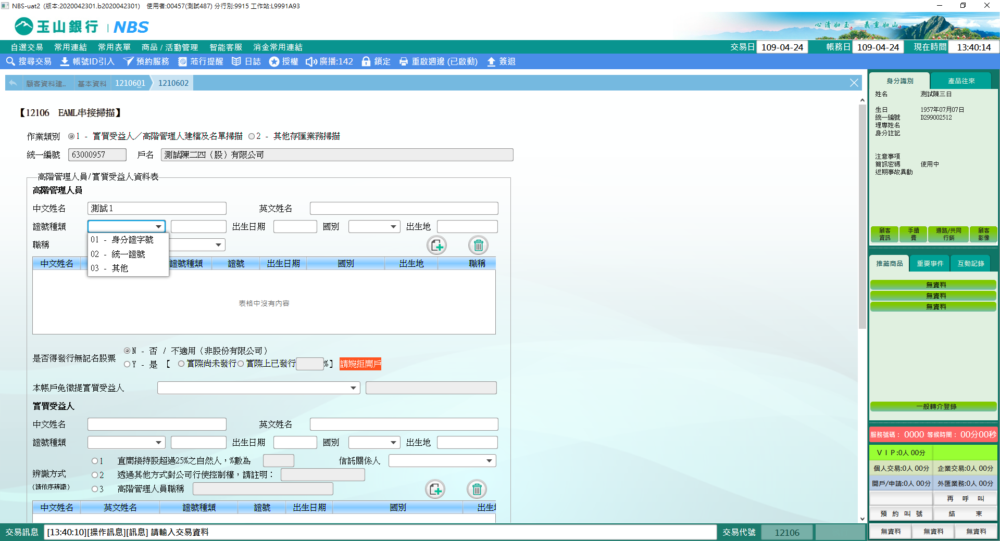 NBS-uat2 (版本:2020042301.b2020042301) 使用者:00457(測試487) 分行別:9915 工作站:L9991A93
玉山銀行 | NBS
心清如玉。義重如山。
自選交易 常用連結 常用表單 商品 / 活動管理 智能客服 消金常用連結 交易日 109-04-24 帳務日 109-04-24 現在時間 13:40:14
搜尋交易 帳號ID引入 預約服務 蒞行提醒 日誌 授權 廣播:142 鎖定 重啟週邊 (已啟動) 簽退
顧客資料建.. 基本資料 1210601 1210602
【12106 EAML串接掃描】
作業類別 1 - 實質受益人／高階管理人建檔及名單掃描 2 - 其他存匯業務掃描
統一編號 63000957 戶名 測試陳二四（股）有限公司
高階管理人員/實質受益人資料表
高階管理人員
中文姓名 測試1 英文姓名
證號種類 出生日期 國別 出生地
01 - 身分證字號
02 - 統一證號
03 - 其他
職稱
中文姓名 證號種類 證號 出生日期 國別 出生地 職稱
表格中沒有內容
是否得發行無記名股票
N - 否 / 不適用（非股份有限公司）
Y - 是 【 實際尚未發行 實際上已發行 %】 請婉拒開戶
本帳戶免徵提實質受益人
實質受益人
中文姓名 英文姓名
證號種類 出生日期 國別 出生地
辨識方式
(請依序辨識)
1 直間接持股超過25%之自然人，%數為 信託關係人
2 透過其他方式對公司行使控制權，請註明：
3 高階管理人員職稱
中文姓名 英文姓名 證號種類 證號 出生日期 國別 出生地
交易訊息 [13:40:10][操作訊息][訊息] 請輸入交易資料 交易代號 12106
身分識別 產品往來
姓名 測試陳三日
生日 1957年07月07日
統一編號 D299002512
理專姓名
身分註記
注意事項
簡訊密碼 使用中
近期事故異動
顧客資訊 手續費 通路/共同行銷 顧客影像
推薦商品 重要事件 互動記錄
無資料
無資料
無資料
一般轉介登錄
服務號碼： 0000 等候時間： 00分00秒
ＶＩＰ:0人 00分
個人交易:0人 00分 企業交易:0人 00分
開戶/申請:0人 00分 外匯業務:0人 00分
再 呼 叫
預 約 叫 號 結 束
無資料 無資料 無資料